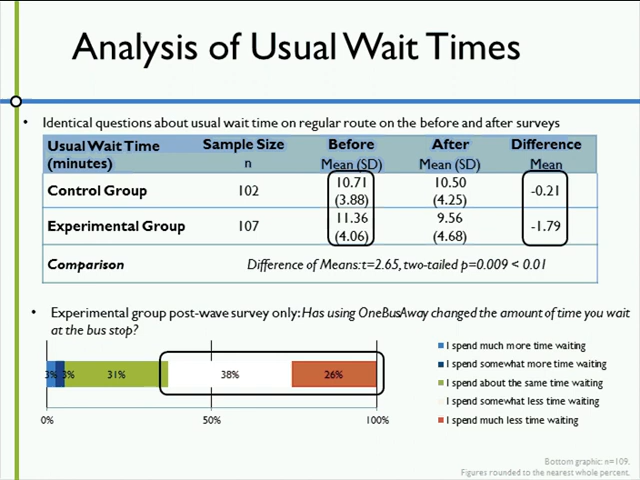 Analysis of Usual Wait Times
• Identical questions about usual wait time on regular route on the before and after surveys
Usual Wait Time (minutes) Sample Size n Before Mean (SD) After Mean (SD) Difference Mean
Control Group 102 10.71 (3.88) 10.50 (4.25) -0.21
Experimental Group 107 11.36 (4.06) 9.56 (4.68) -1.79
Comparison Difference of Means: t=2.65, two-tailed p=0.009 < 0.01
• Experimental group post-wave survey only: Has using OneBusAway changed the amount of time you wait
at the bus stop?
3% 3% 31% 38% 26%
0% 50% 100%
I spend much more time waiting
I spend somewhat more time waiting
I spend about the same time waiting
I spend somewhat less time waiting
I spend much less time waiting
Bottom graphic: n=109.
Figures rounded to the nearest whole percent.